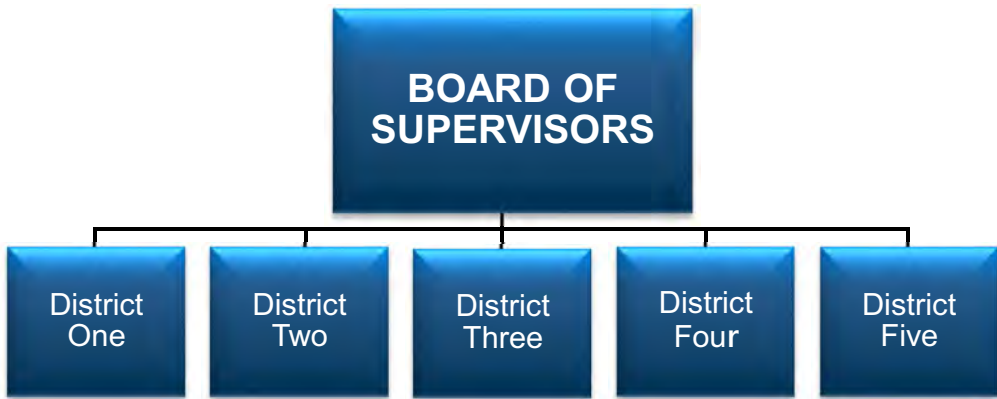 BOARD OF
SUPERVISORS
District
One
District
Two
District
Three
District
Four
District
Five